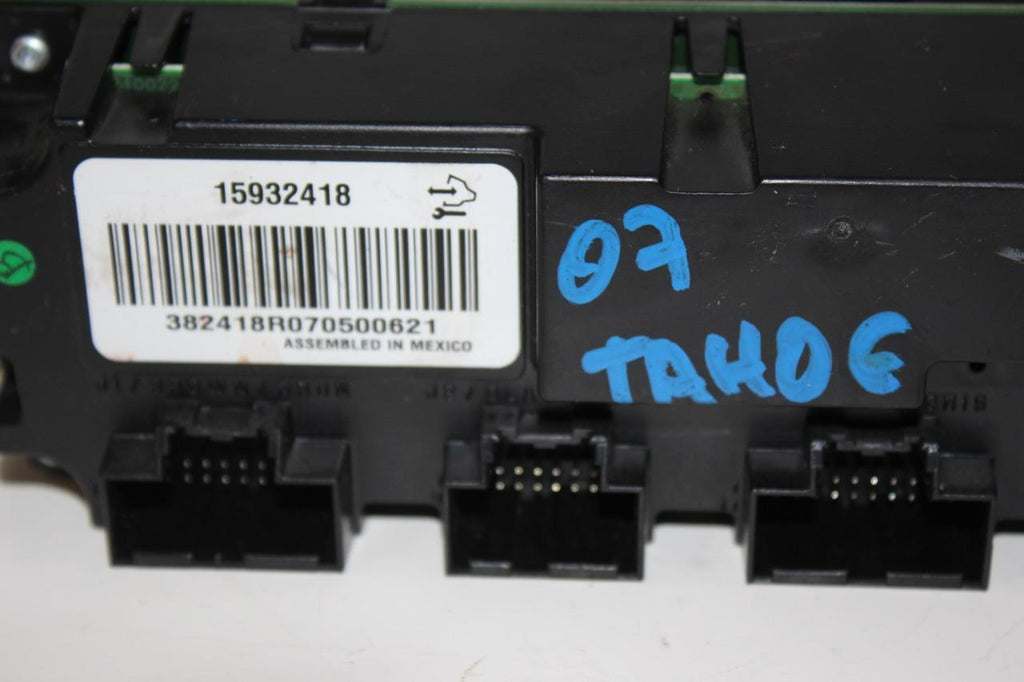 15932418
382418R070500621
ASSEMBLED IN MEXICO
07
TAHOE